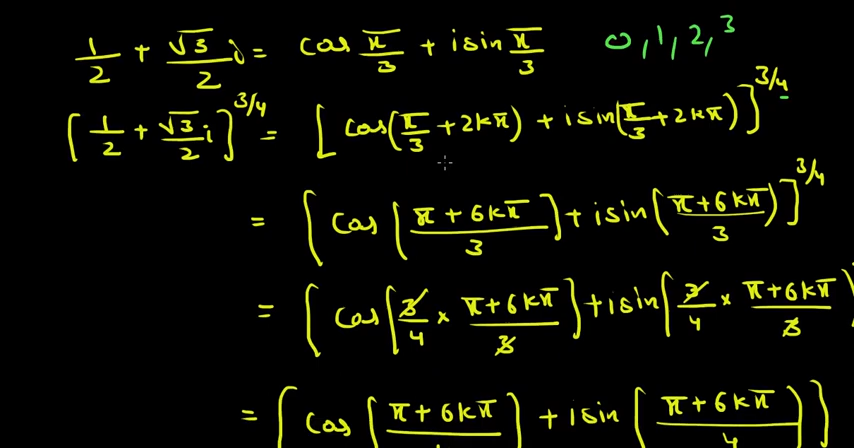 1/2 + √3/2 i = cos π/3 + i sin π/3    0, 1, 2, 3
[1/2 + √3/2 i]^3/4 = [cos(π/3 + 2kπ) + i sin(π/3 + 2kπ)]^3/4
= [cos(π + 6kπ / 3) + i sin(π + 6kπ / 3)]^3/4
= [cos(3/4 × π + 6kπ / 3) + i sin(3/4 × π + 6kπ / 3)
= [cos(π + 6kπ / 4) + i sin(π + 6kπ / 4)]